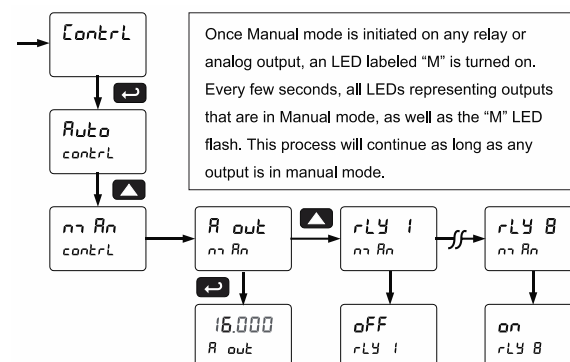 ContrL
Once Manual mode is initiated on any relay or
analog output, an LED labeled “M” is turned on.
Every few seconds, all LEDs representing outputs
that are in Manual mode, as well as the “M” LED
flash. This process will continue as long as any
output is in manual mode.
Auto
contrL
mAn
contrL
A out
mAn
rLY 1
mAn
rLY 8
mAn
16.000
A out
oFF
rLY 1
on
rLY 8